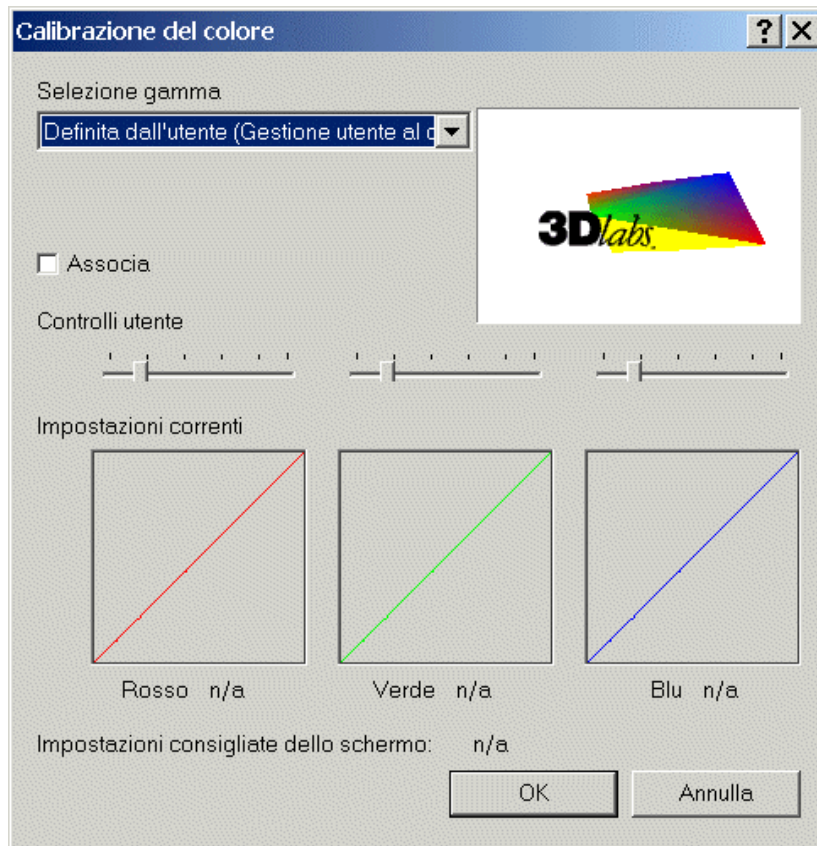 Calibrazione del colore
Selezione gamma
Definita dall'utente (Gestione utente al
3Dlabs
Associa
Controlli utente
Impostazioni correnti
Rosso n/a Verde n/a Blu n/a
Impostazioni consigliate dello schermo: n/a
OK Annulla